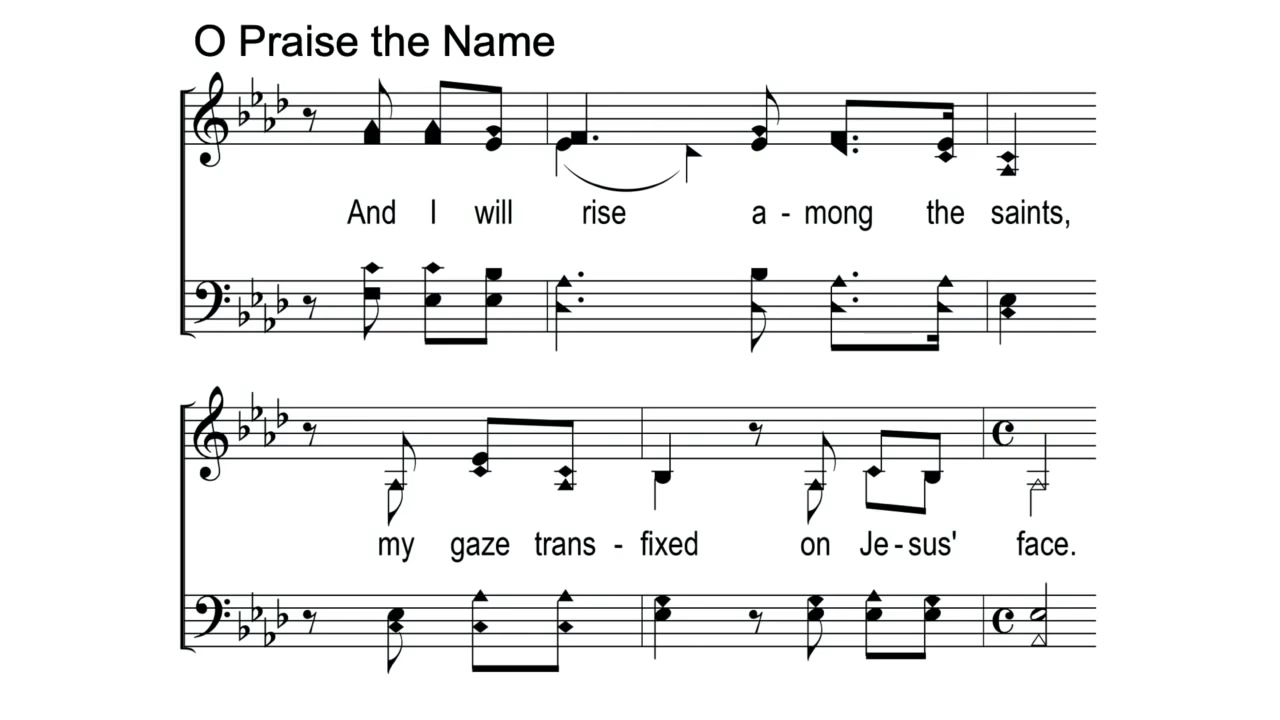 O Praise the Name
And I will rise a - mong the saints,
my gaze trans - fixed on Je - sus' face.